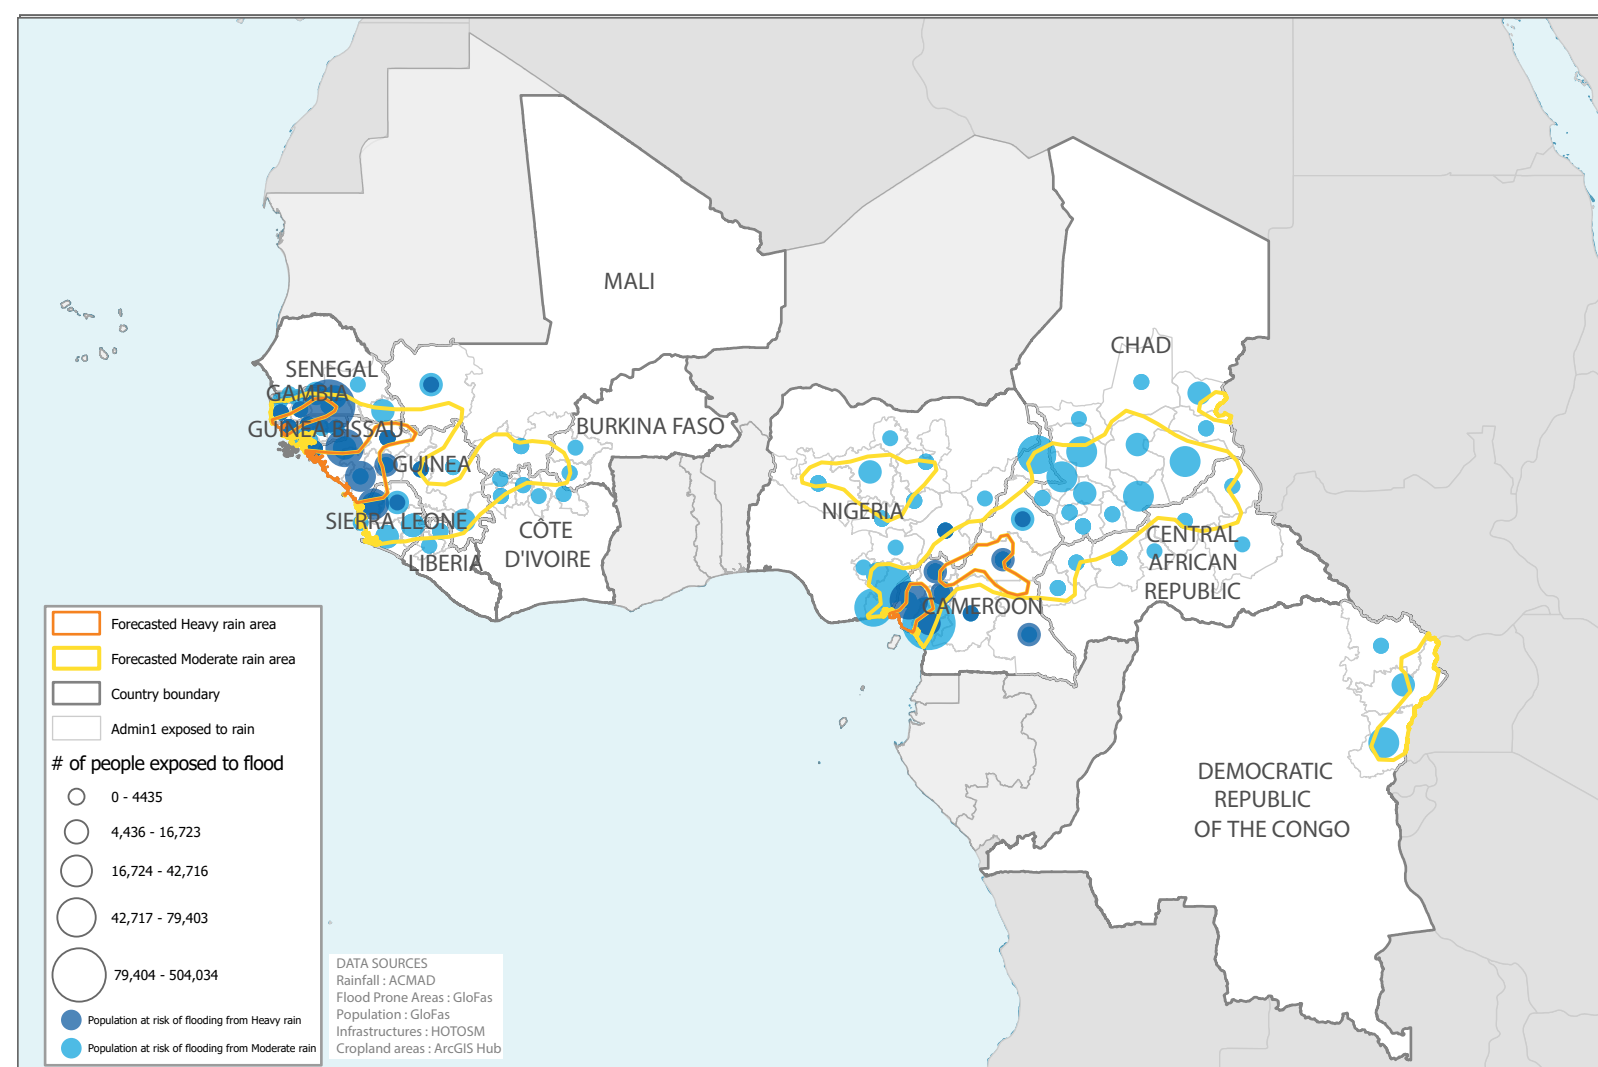 MALI
CHAD
SENEGAL
GAMBIA
GUINEA BISSAU
BURKINA FASO
GUINEA
NIGERIA
SIERRA LEONE
CÔTE
D'IVOIRE
LIBERIA
CENTRAL
AFRICAN
REPUBLIC
CAMEROON
DEMOCRATIC
REPUBLIC
OF THE CONGO
Forecasted Heavy rain area
Forecasted Moderate rain area
Country boundary
Admin1 exposed to rain
# of people exposed to flood
0 - 4435
4,436 - 16,723
16,724 - 42,716
42,717 - 79,403
79,404 - 504,034
Population at risk of flooding from Heavy rain
Population at risk of flooding from Moderate rain
DATA SOURCES
Rainfall : ACMAD
Flood Prone Areas : GloFas
Population : GloFas
Infrastructures : HOTOSM
Cropland areas : ArcGIS Hub